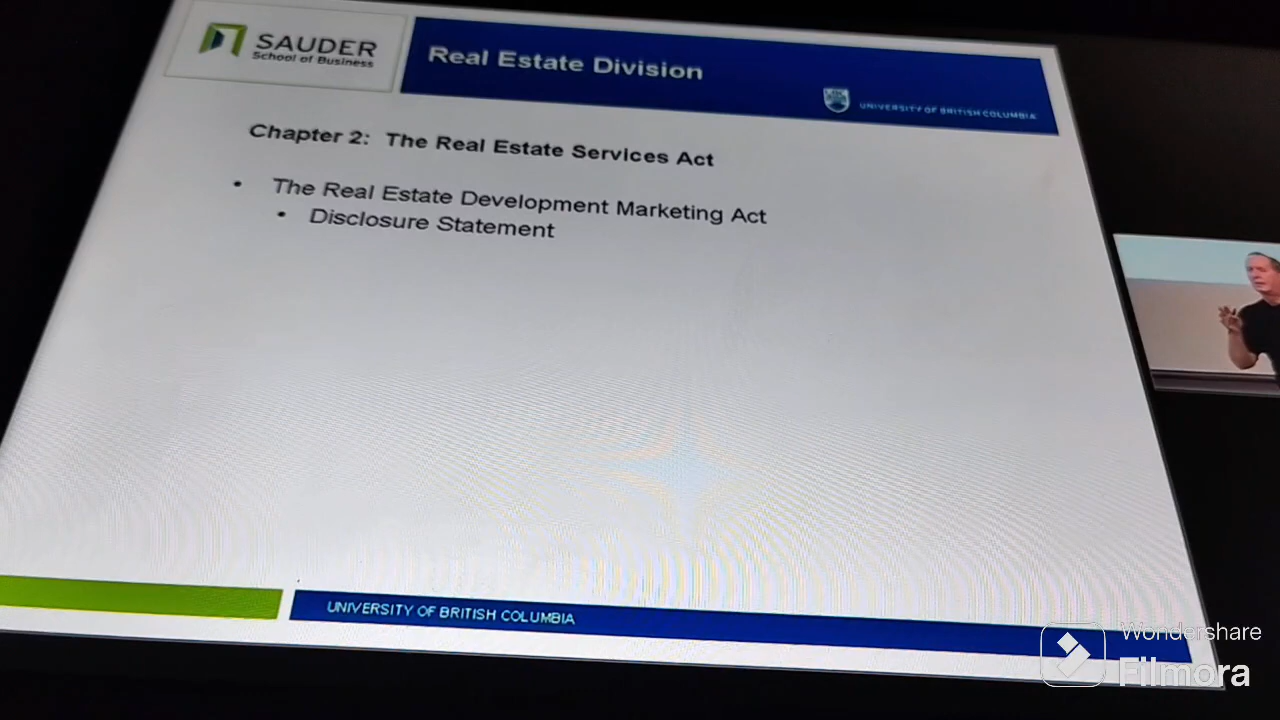 SAUDER
School of Business
Real Estate Division
UNIVERSITY OF BRITISH COLUMBIA
Chapter 2: The Real Estate Services Act
• The Real Estate Development Marketing Act
• Disclosure Statement
UNIVERSITY OF BRITISH COLUMBIA
Wondershare
Filmora